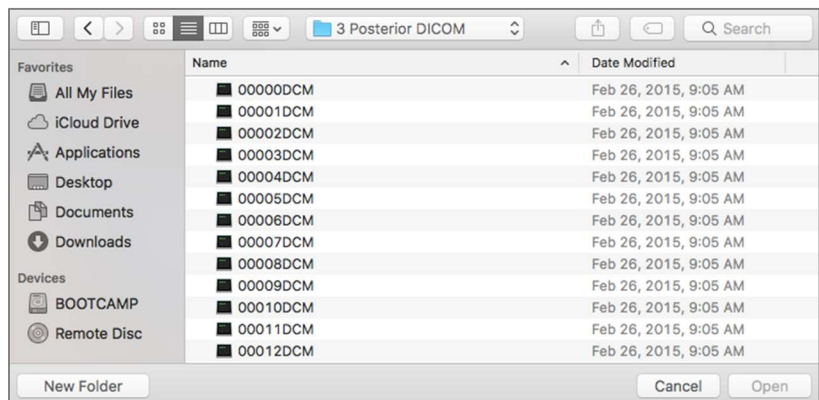 3 Posterior DICOM
Search
Favorites
All My Files
iCloud Drive
Applications
Desktop
Documents
Downloads
Devices
BOOTCAMP
Remote Disc
Name Date Modified
00000DCM Feb 26, 2015, 9:05 AM
00001DCM Feb 26, 2015, 9:05 AM
00002DCM Feb 26, 2015, 9:05 AM
00003DCM Feb 26, 2015, 9:05 AM
00004DCM Feb 26, 2015, 9:05 AM
00005DCM Feb 26, 2015, 9:05 AM
00006DCM Feb 26, 2015, 9:05 AM
00007DCM Feb 26, 2015, 9:05 AM
00008DCM Feb 26, 2015, 9:05 AM
00009DCM Feb 26, 2015, 9:05 AM
00010DCM Feb 26, 2015, 9:05 AM
00011DCM Feb 26, 2015, 9:05 AM
00012DCM Feb 26, 2015, 9:05 AM
New Folder Cancel Open